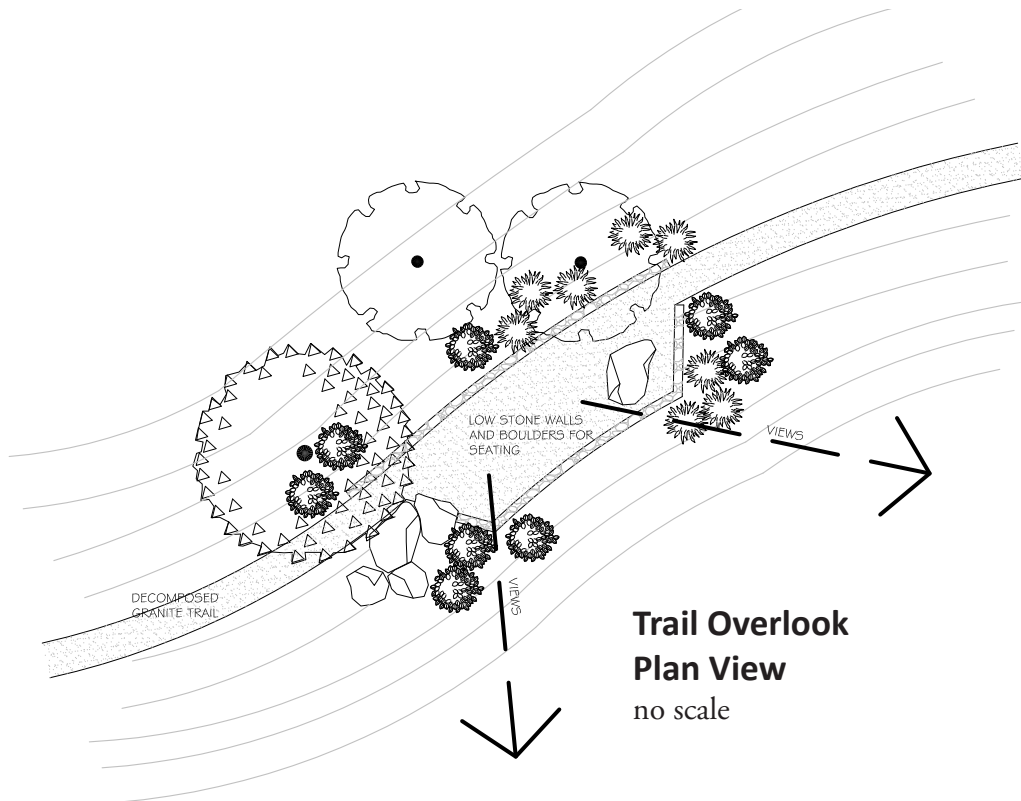 LOW STONE WALLS
AND BOULDERS FOR
SEATING
VIEWS
VIEWS
DECOMPOSED
GRANITE TRAIL
Trail Overlook
Plan View
no scale